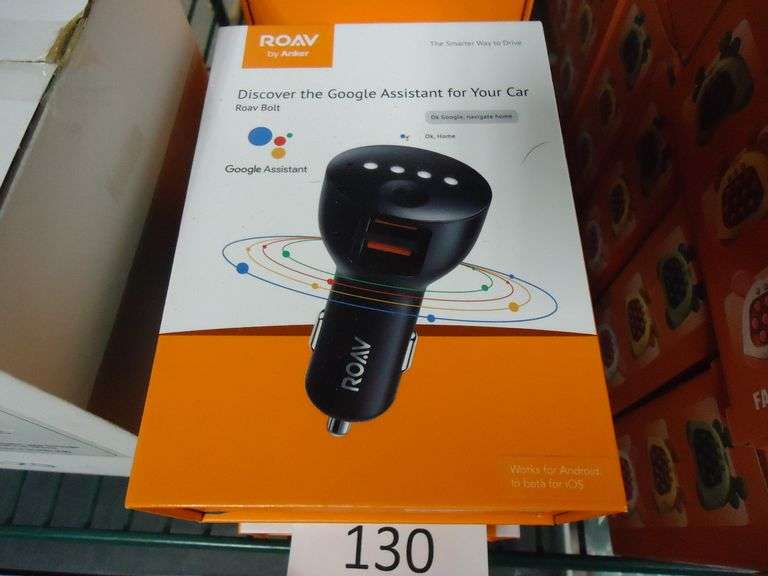 ROAV
by Anker
The Smarter Way to Drive
Discover the Google Assistant for Your Car
Roav Bolt
Ok Google, navigate home
Ok, Home
Google Assistant
ROAV
Works for Android,
in beta for iOS
FA
130